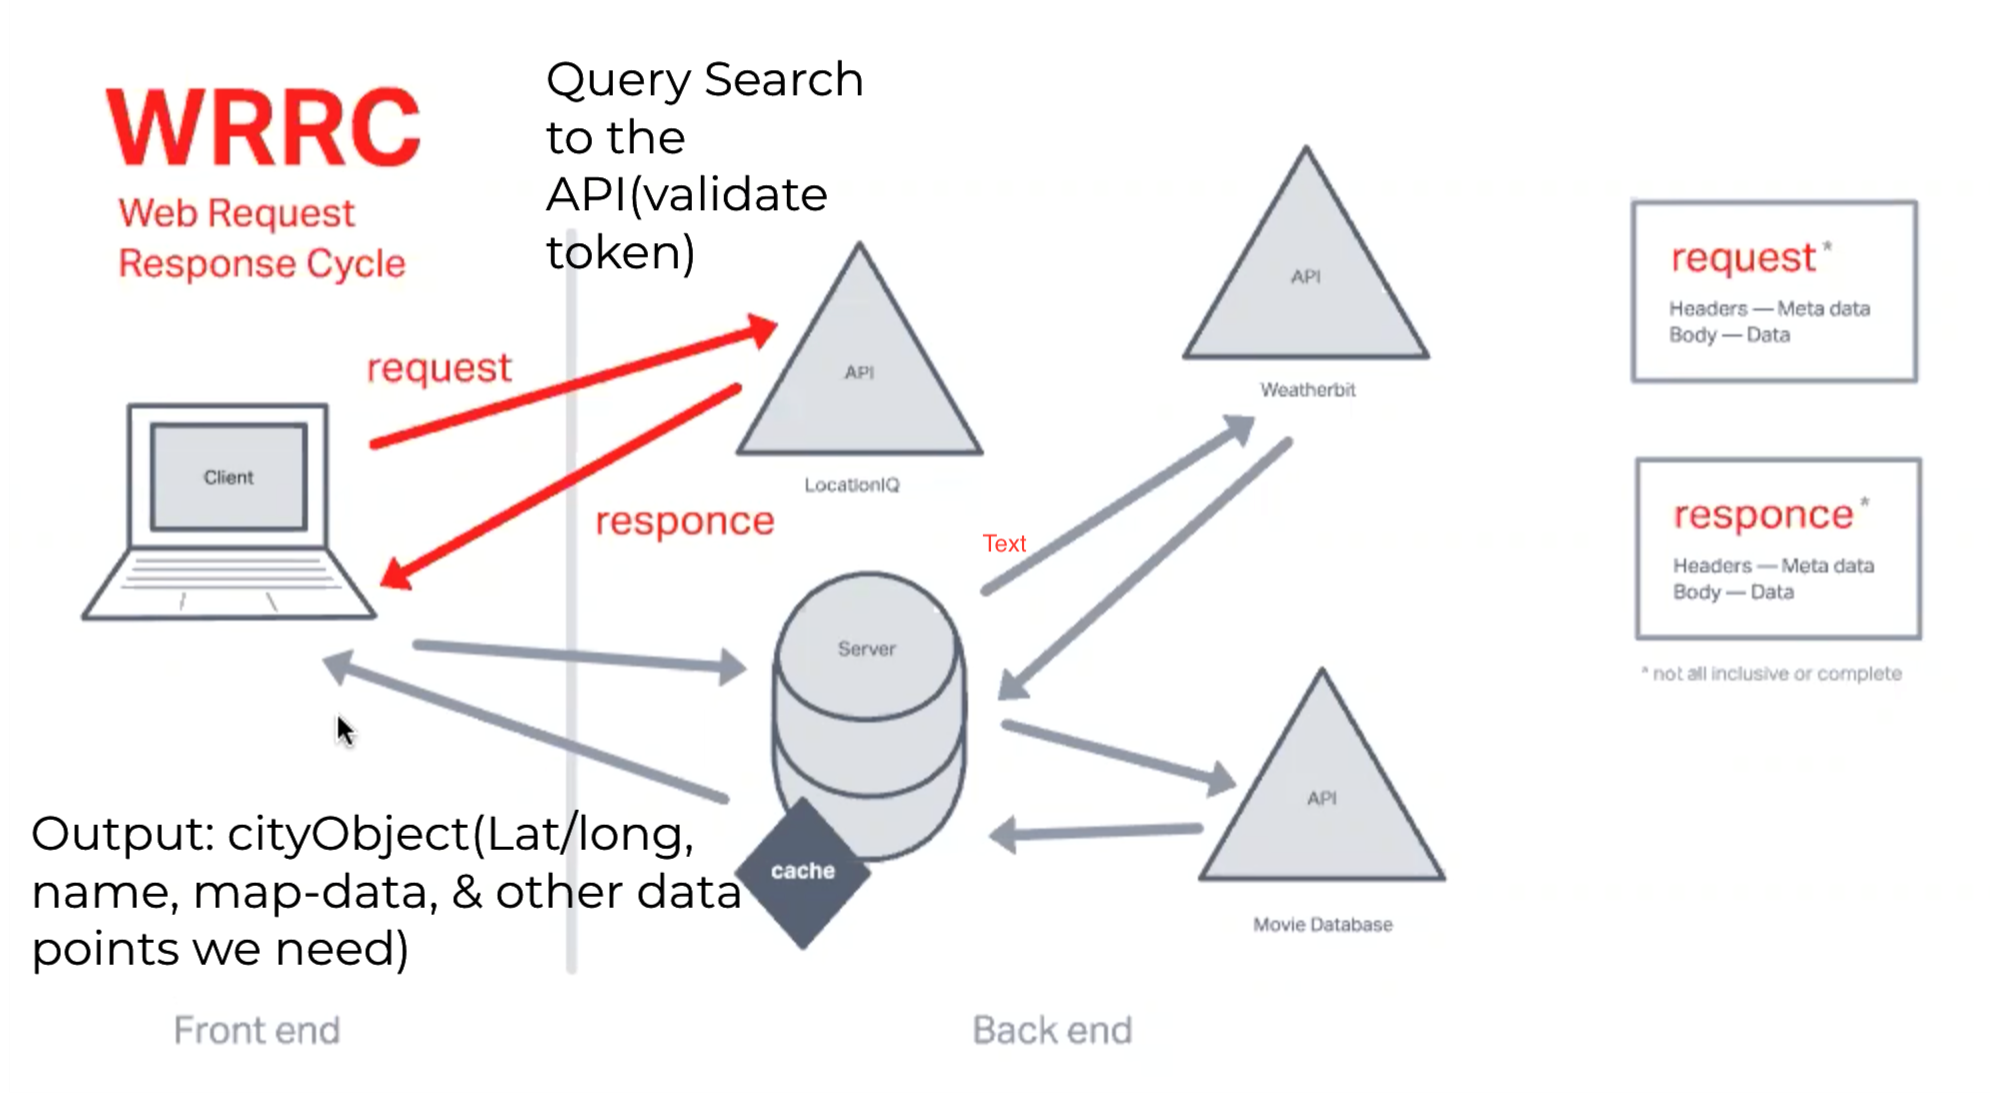 WRRC
Web Request
Response Cycle
Query Search
to the
API(validate
token)
request
API
LocationIQ
responce
Client
API
Weatherbit
Text
Server
cache
API
Movie Database
request*
Headers — Meta data
Body — Data
responce*
Headers — Meta data
Body — Data
* not all inclusive or complete
Output: cityObject(Lat/long,
name, map-data, & other data
points we need)
Front end
Back end